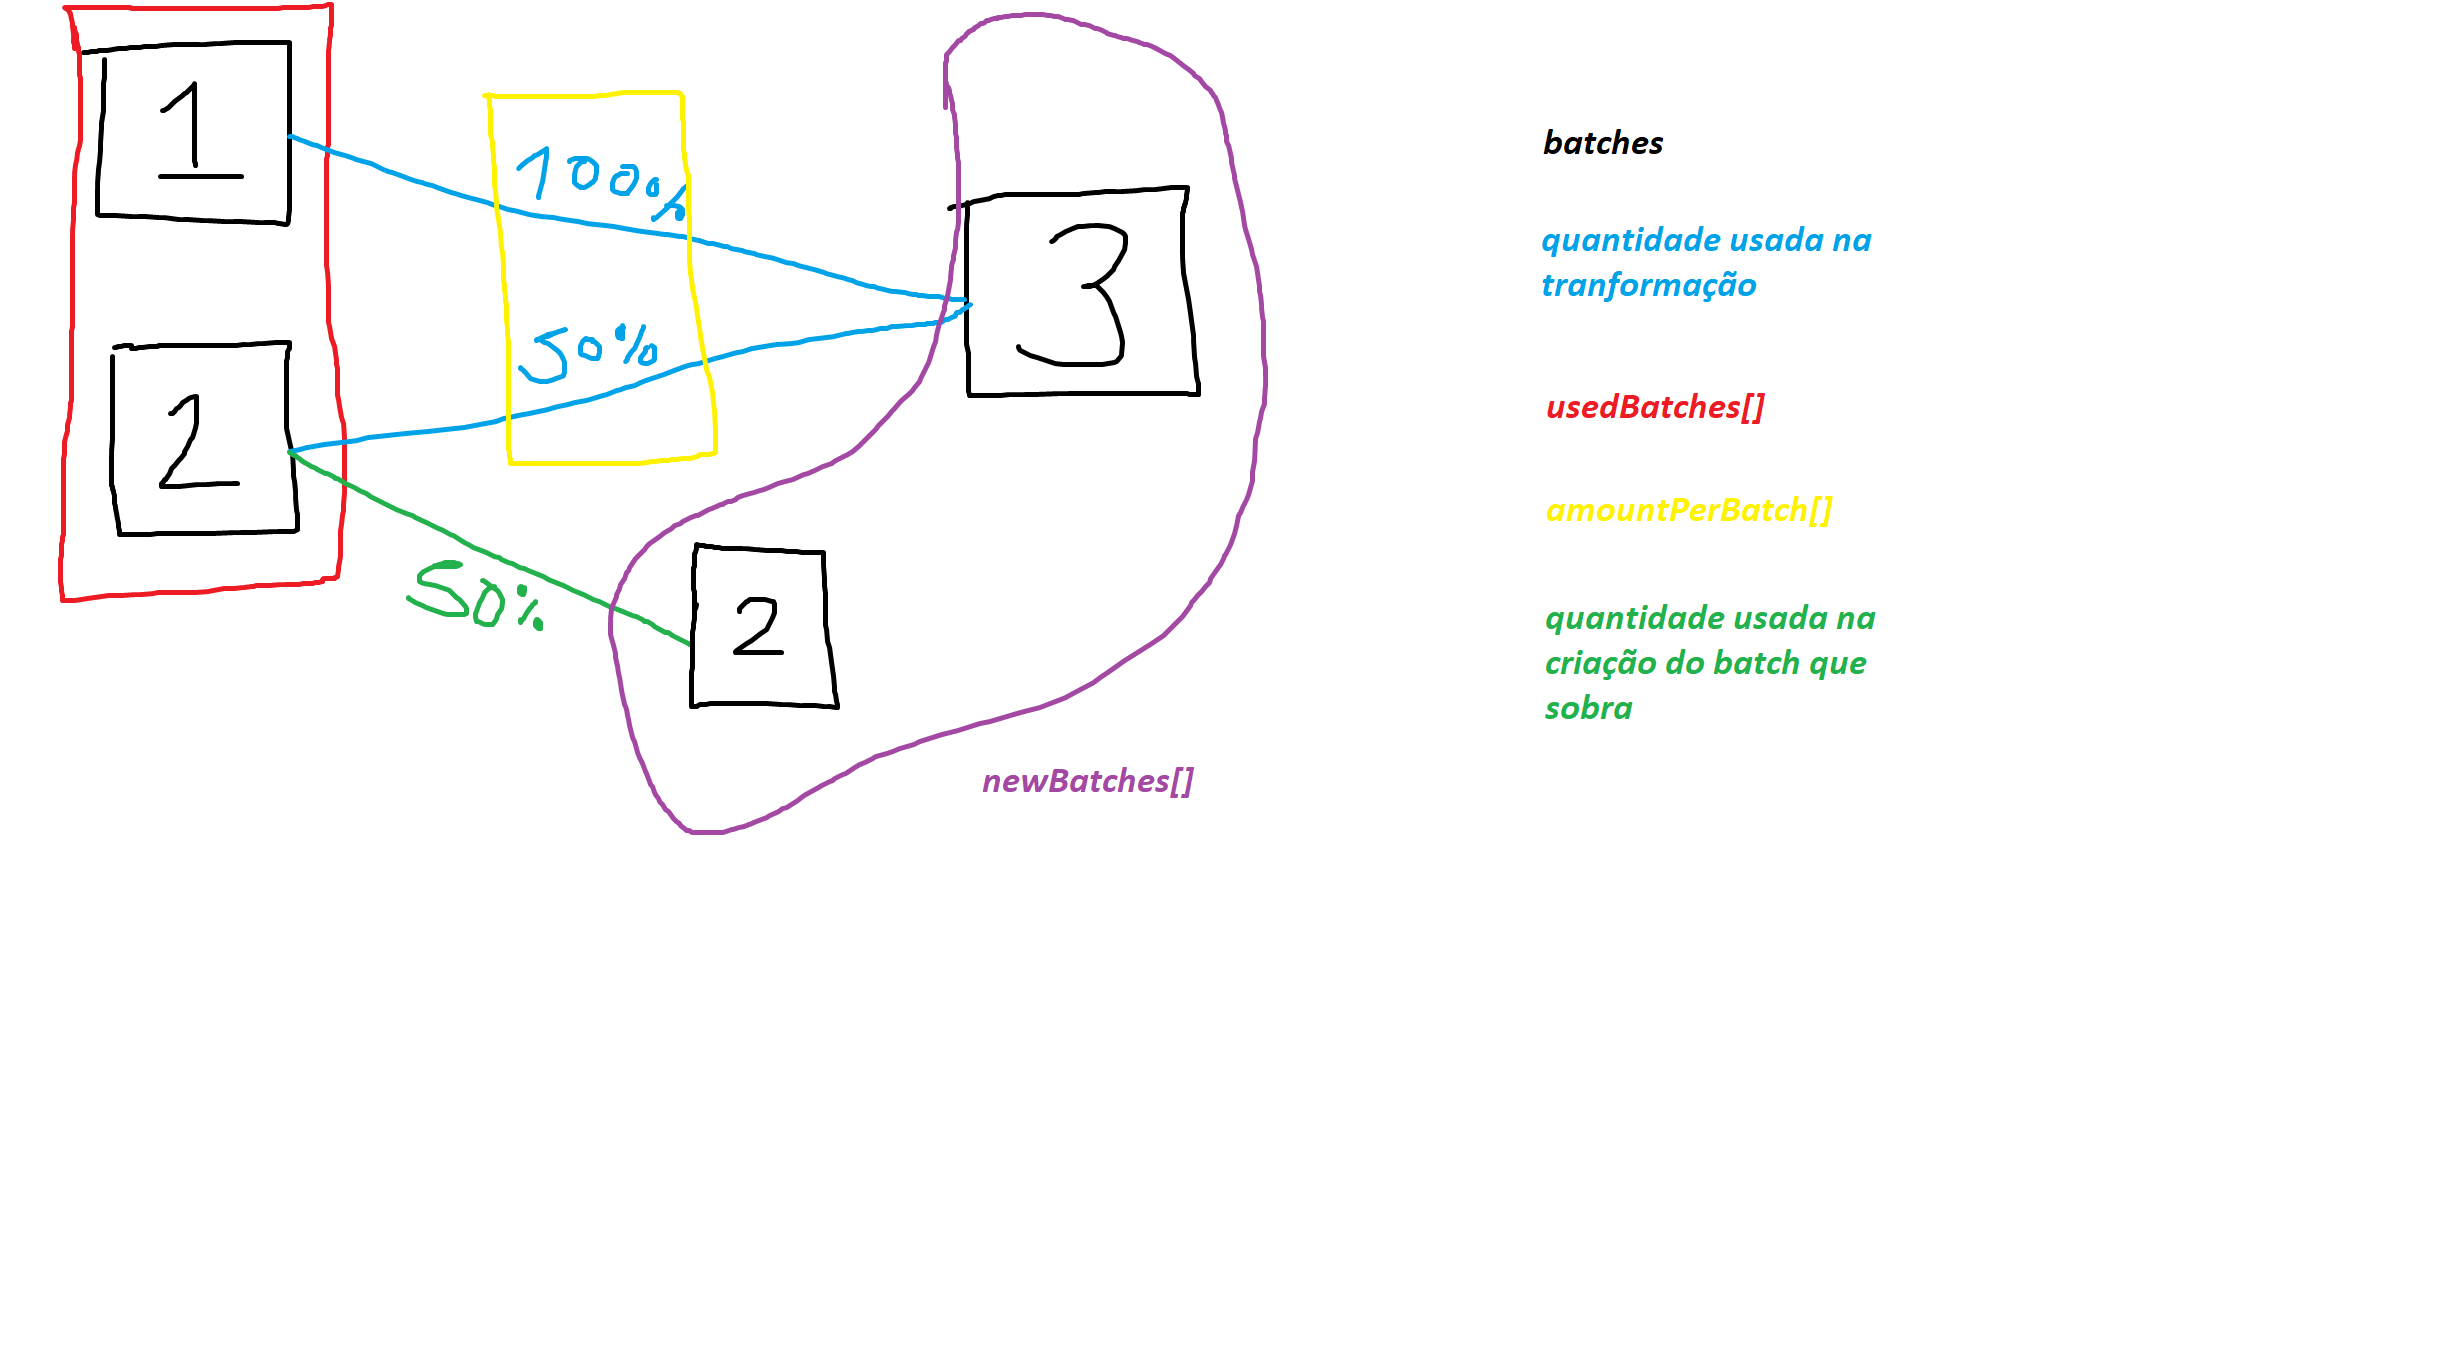 1
100%
3
2
50%
50%
2
newBatches[]
batches
quantidade usada na
tranformação
usedBatches[]
amountPerBatch[]
quantidade usada na
criação do batch que
sobra